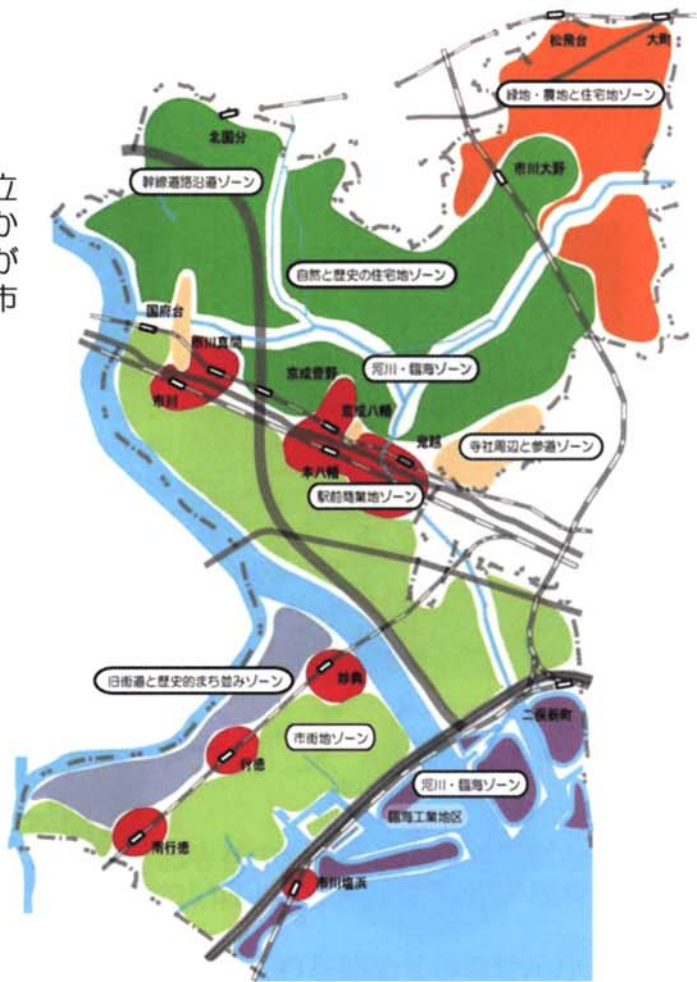 立
か
が
市
松飛台
大町
緑地・農地と住宅地ゾーン
北国分
市川大野
幹線道路沿道ゾーン
自然と歴史の住宅地ゾーン
国府台
市川真間
京成菅野
河川・臨海ゾーン
市川
京成八幡
鬼越
寺社周辺と参道ゾーン
本八幡
駅前商業地ゾーン
旧街道と歴史的まち並みゾーン
妙典
市街地ゾーン
二俣新町
行徳
河川・臨海ゾーン
臨海工業地区
南行徳
市川塩浜